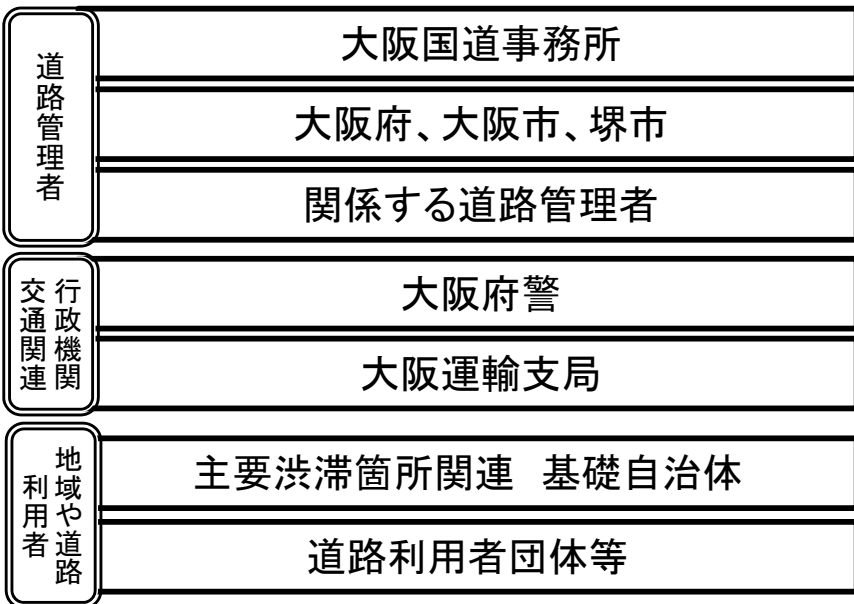 道路管理者
大阪国道事務所
大阪府、大阪市、堺市
関係する道路管理者
行政機関
交通関連
大阪府警
大阪運輸支局
地域や道路
利用者
主要渋滞箇所関連　基礎自治体
道路利用者団体等